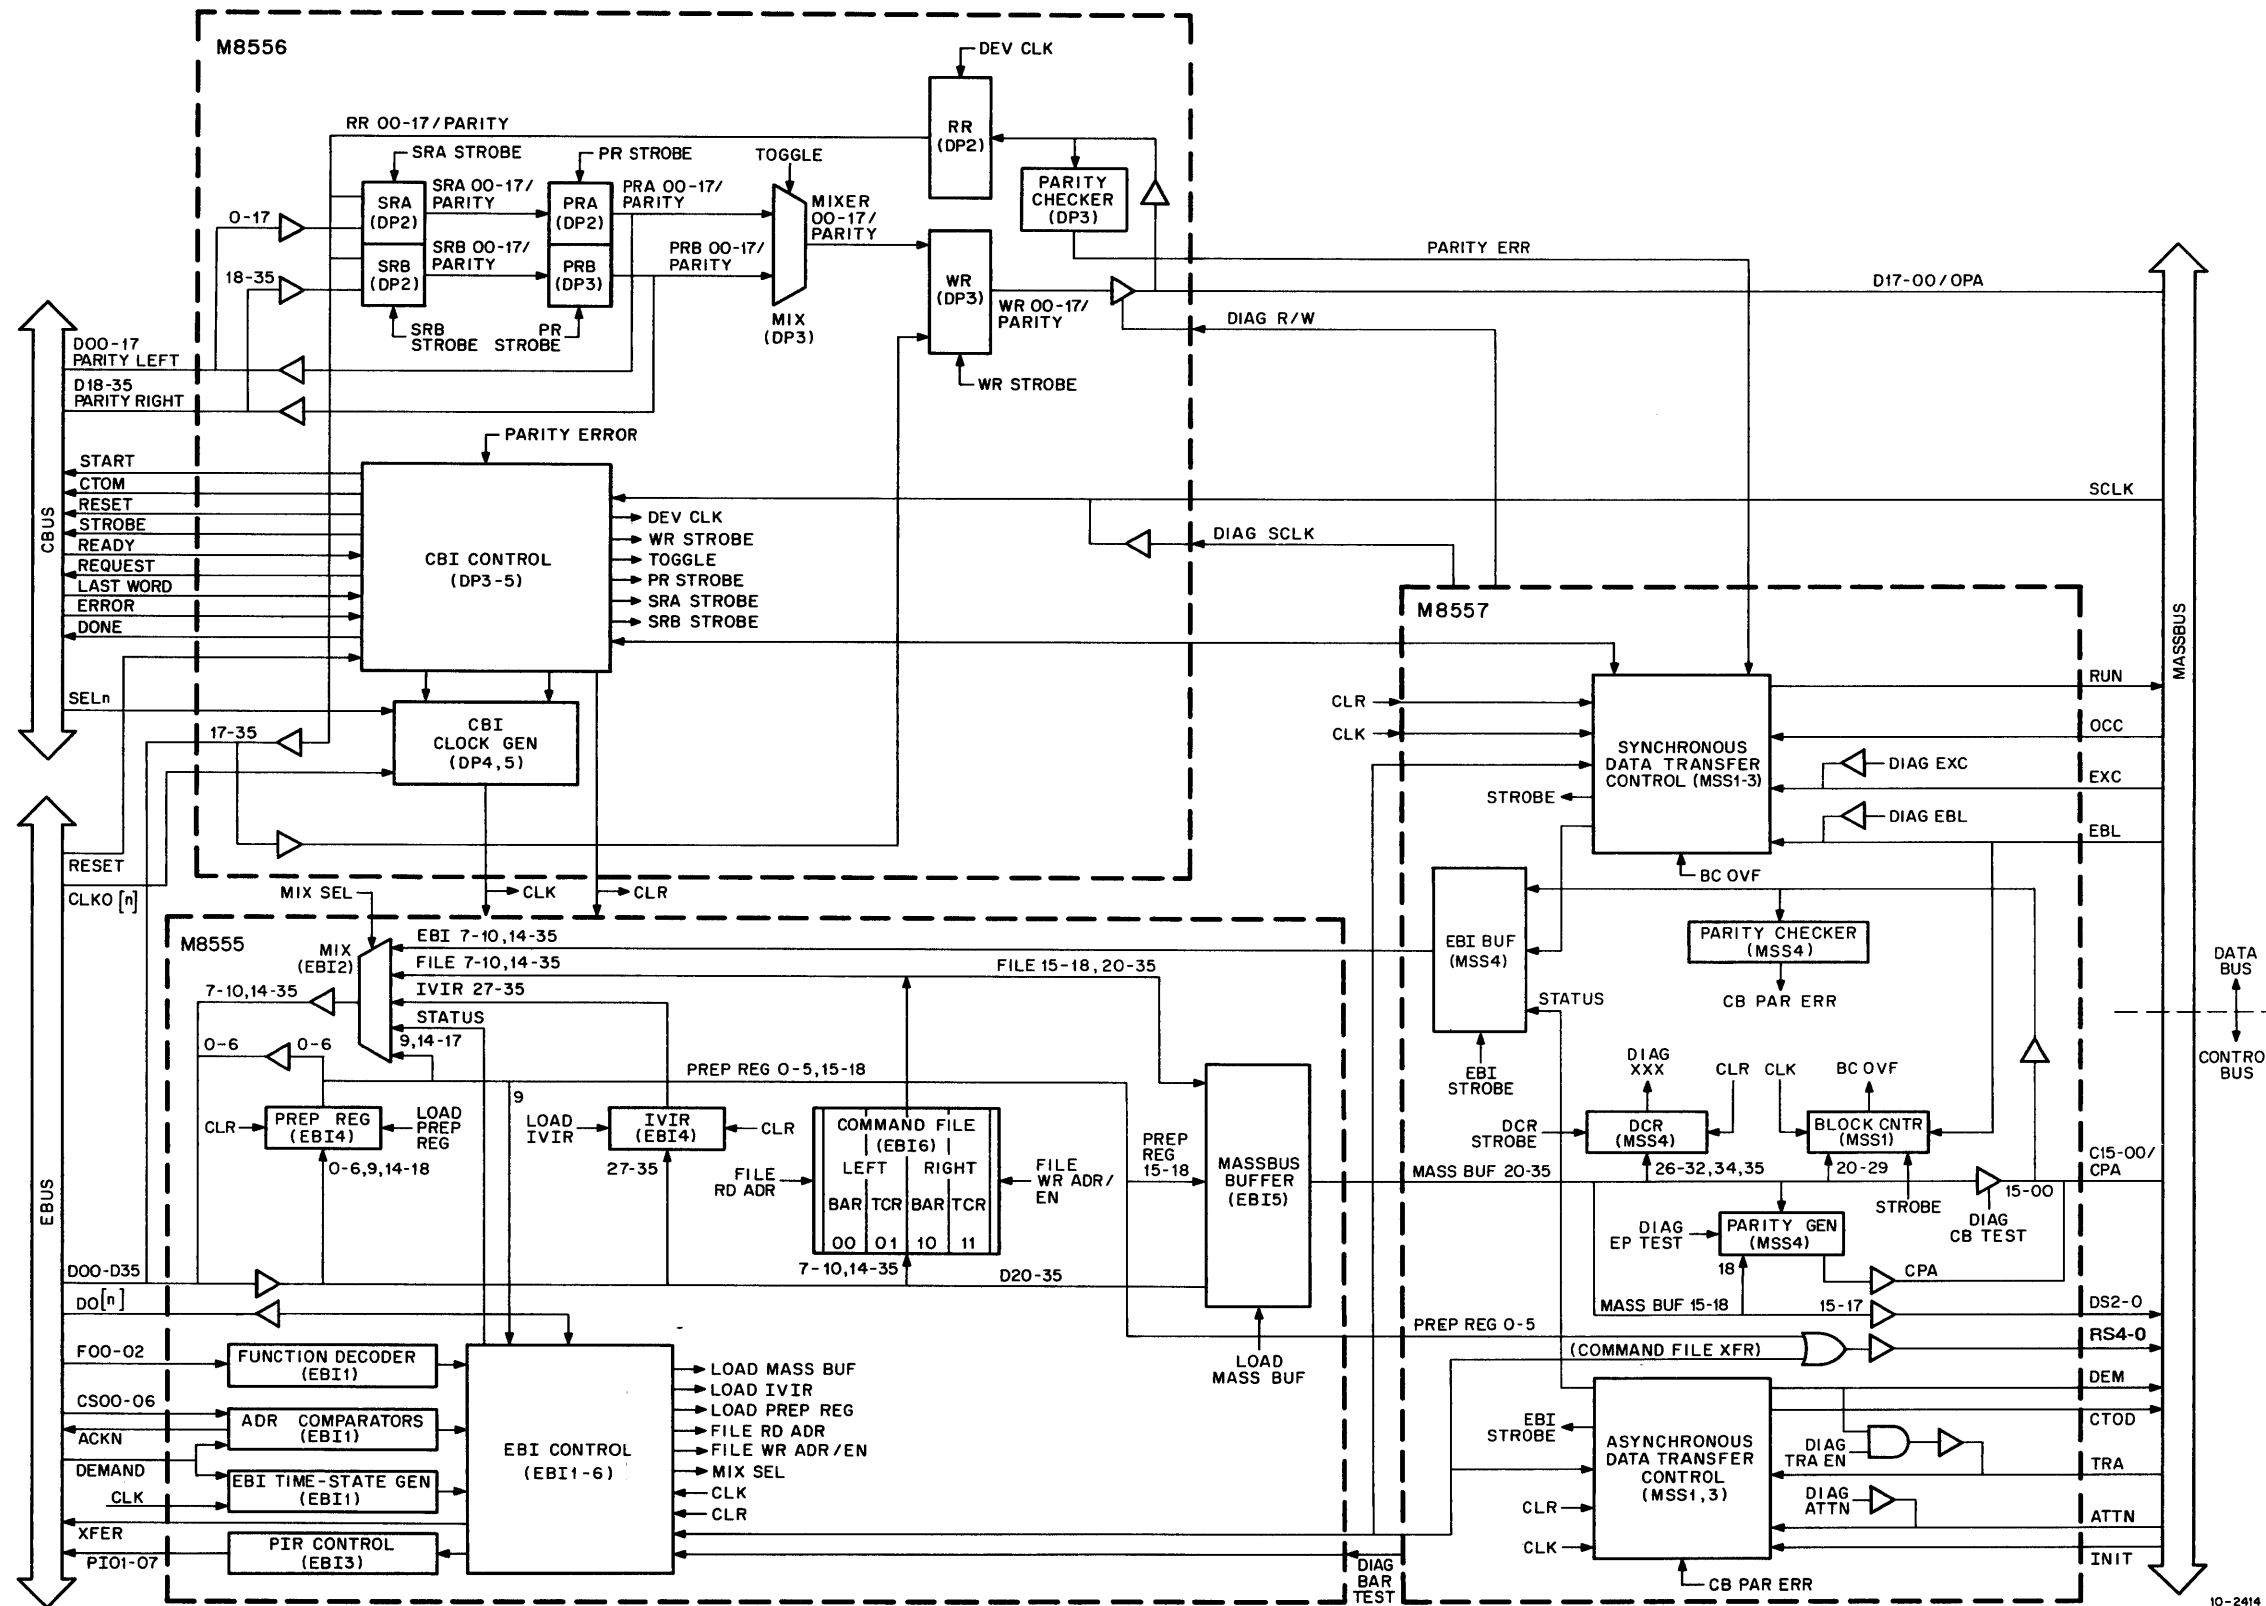 M8556
DEV CLK
RR 00-17/PARITY
RR
(DP2)
SRA STROBE
PR STROBE
TOGGLE
PARITY
CHECKER
(DP3)
SRA 00-17/
PARITY
PRA 00-17/
PARITY
MIXER
00-17/
PARITY
SRA
(DP2)
PRA
(DP2)
0-17
SRB 00-17/
PARITY
PRB 00-17/
PARITY
PARITY ERR
SRB
(DP2)
PRB
(DP3)
18-35
WR
(DP3)
WR 00-17/
PARITY
D17-00/OPA
MIX
(DP3)
DIAG R/W
SRB
STROBE
PR
STROBE
D00-17
PARITY LEFT
D18-35
PARITY RIGHT
WR STROBE
PARITY ERROR
CBUS
START
CTOM
RESET
STROBE
READY
REQUEST
LAST WORD
ERROR
DONE
SELn
CBI CONTROL
(DP3-5)
DEV CLK
WR STROBE
TOGGLE
PR STROBE
SRA STROBE
SRB STROBE
SCLK
DIAG SCLK
MASSBUS
M8557
17-35
CBI
CLOCK GEN
(DP4,5)
CLR
CLK
SYNCHRONOUS
DATA TRANSFER
CONTROL (MSS1-3)
STROBE
RUN
OCC
DIAG EXC
EXC
DIAG EBL
EBL
BC OVF
RESET
CLKO [n]
MIX SEL
CLK
CLR
M8555
MIX
(EBI2)
EBI 7-10,14-35
FILE 7-10,14-35
FILE 15-18,20-35
IVIR 27-35
STATUS
9,14-17
7-10,14-35
0-6
0-6
EBI BUF
(MSS4)
PARITY CHECKER
(MSS4)
CB PAR ERR
STATUS
EBI
STROBE
DATA
BUS
CONTRO
BUS
PREP REG 0-5,15-18
9
CLR
PREP REG
(EBI4)
LOAD
PREP
REG
0-6,9,14-18
LOAD
IVIR
IVIR
(EBI4)
CLR
27-35
COMMAND FILE
(EBI6)
LEFT
RIGHT
BAR
TCR
BAR
TCR
00
01
10
11
FILE
RD ADR
FILE
WR ADR/
EN
7-10,14-35
PREP
REG
15-18
MASSBUS
BUFFER
(EBI5)
D20-35
LOAD
MASS BUF
DIAG
XXX
CLR
CLK
BC OVF
DCR
STROBE
DCR
(MSS4)
BLOCK CNTR
(MSS1)
MASS BUF 20-35
26-32,34,35
20-29
STROBE
15-00
DIAG
CB TEST
C15-00/
CPA
DIAG
EP TEST
PARITY GEN
(MSS4)
18
CPA
MASS BUF 15-18
15-17
DS2-0
PREP REG 0-5
(COMMAND FILE XFR)
RS4-0
EBUS
D00-D35
DO[n]
F00-02
CS00-06
ACKN
DEMAND
CLK
XFER
PI01-07
FUNCTION DECODER
(EBI1)
ADR COMPARATORS
(EBI1)
EBI TIME-STATE GEN
(EBI1)
PIR CONTROL
(EBI3)
EBI CONTROL
(EBI1-6)
LOAD MASS BUF
LOAD IVIR
LOAD PREP REG
FILE RD ADR
FILE WR ADR/EN
MIX SEL
CLK
CLR
DIAG
BAR
TEST
EBI
STROBE
ASYNCHRONOUS
DATA TRANSFER
CONTROL
(MSS1,3)
CLR
CLK
CB PAR ERR
DEM
CTOD
DIAG
TRA EN
TRA
DIAG
ATTN
ATTN
INIT
10-2414